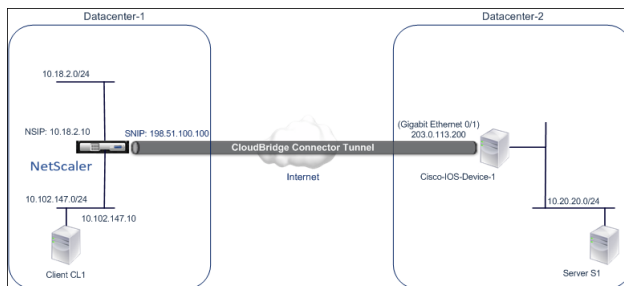 Datacenter-1
Datacenter-2
10.18.2.0/24
NSIP: 10.18.2.10
SNIP: 198.51.100.100
(Gigabit Ethernet 0/1)
203.0.113.200
CloudBridge Connector Tunnel
NetScaler
Internet
Cisco-IOS-Device-1
10.102.147.0/24
10.102.147.10
10.20.20.0/24
Client CL1
Server S1